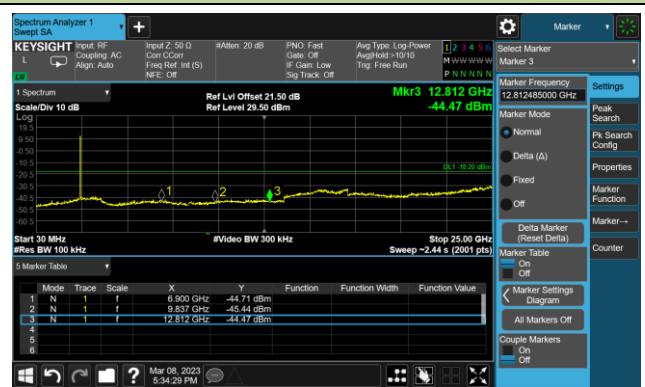 Spectrum Analyzer 1
Swept SA
Marker
KEYSIGHT
L
Input: RF
Coupling: AC
Align: Auto
Input Z: 50 Ω
Corr CCorr
Freq Ref: Int (S)
NFE: Off
#Atten: 20 dB
PNO: Fast
Gate: Off
IF Gain: Low
Sig Track: Off
Avg Type: Log-Power
Avg|Hold:>10/10
Trig: Free Run
1 2 3 4 5 6
M W W W W W
P N N N N N
Select Marker
Marker 3
1 Spectrum
Scale/Div 10 dB
Ref Lvl Offset 21.50 dB
Ref Level 29.50 dBm
Mkr3 12.812 GHz
-44.47 dBm
Log
19.5
9.50
-0.50
-10.5
-20.5
-30.5
-40.5
-50.5
-60.5
DL1 -18.20 dBm
1
2
3
Start 30 MHz
#Res BW 100 kHz
#Video BW 300 kHz
Stop 25.00 GHz
Sweep ~2.44 s (2001 pts)
5 Marker Table
Mode Trace Scale X Y Function Function Width Function Value
1 N 1 f 6.900 GHz -44.71 dBm
2 N 1 f 9.837 GHz -45.44 dBm
3 N 1 f 12.812 GHz -44.47 dBm
4
5
6
Marker Frequency
12.812485000 GHz
Marker Mode
Normal
Delta (Δ)
Fixed
Off
Delta Marker
(Reset Delta)
Marker Table
On
Off
Marker Settings
Diagram
All Markers Off
Couple Markers
On
Off
Settings
Peak
Search
Pk Search
Config
Properties
Marker
Function
Marker→
Counter
?
Mar 08, 2023
5:34:29 PM